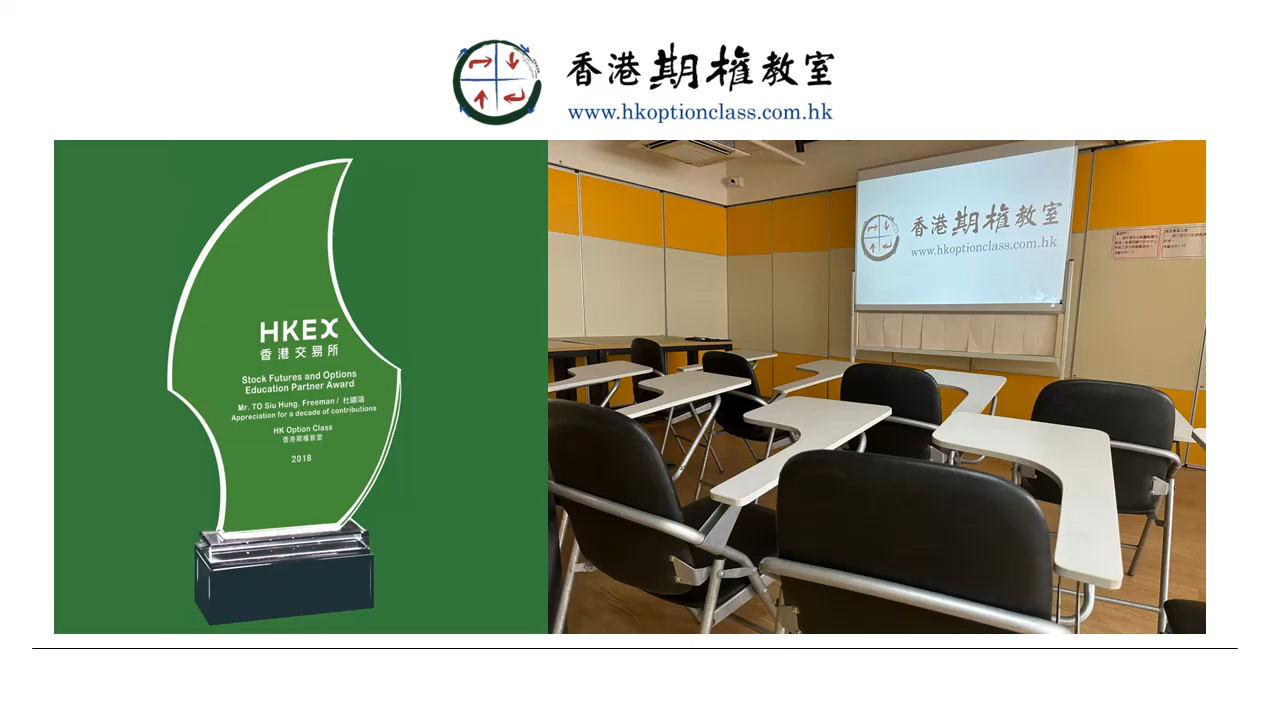 香港期權教室
www.hkoptionclass.com.hk
HKEX
香港交易所
Stock Futures and Options
Education Partner Award
Mr. TO Siu Hung. Freeman / 杜嘯鴻
Appreciation for a decade of contributions
HK Option Class
香港期權教室
2018
香港期權教室
www.hkoptionclass.com.hk